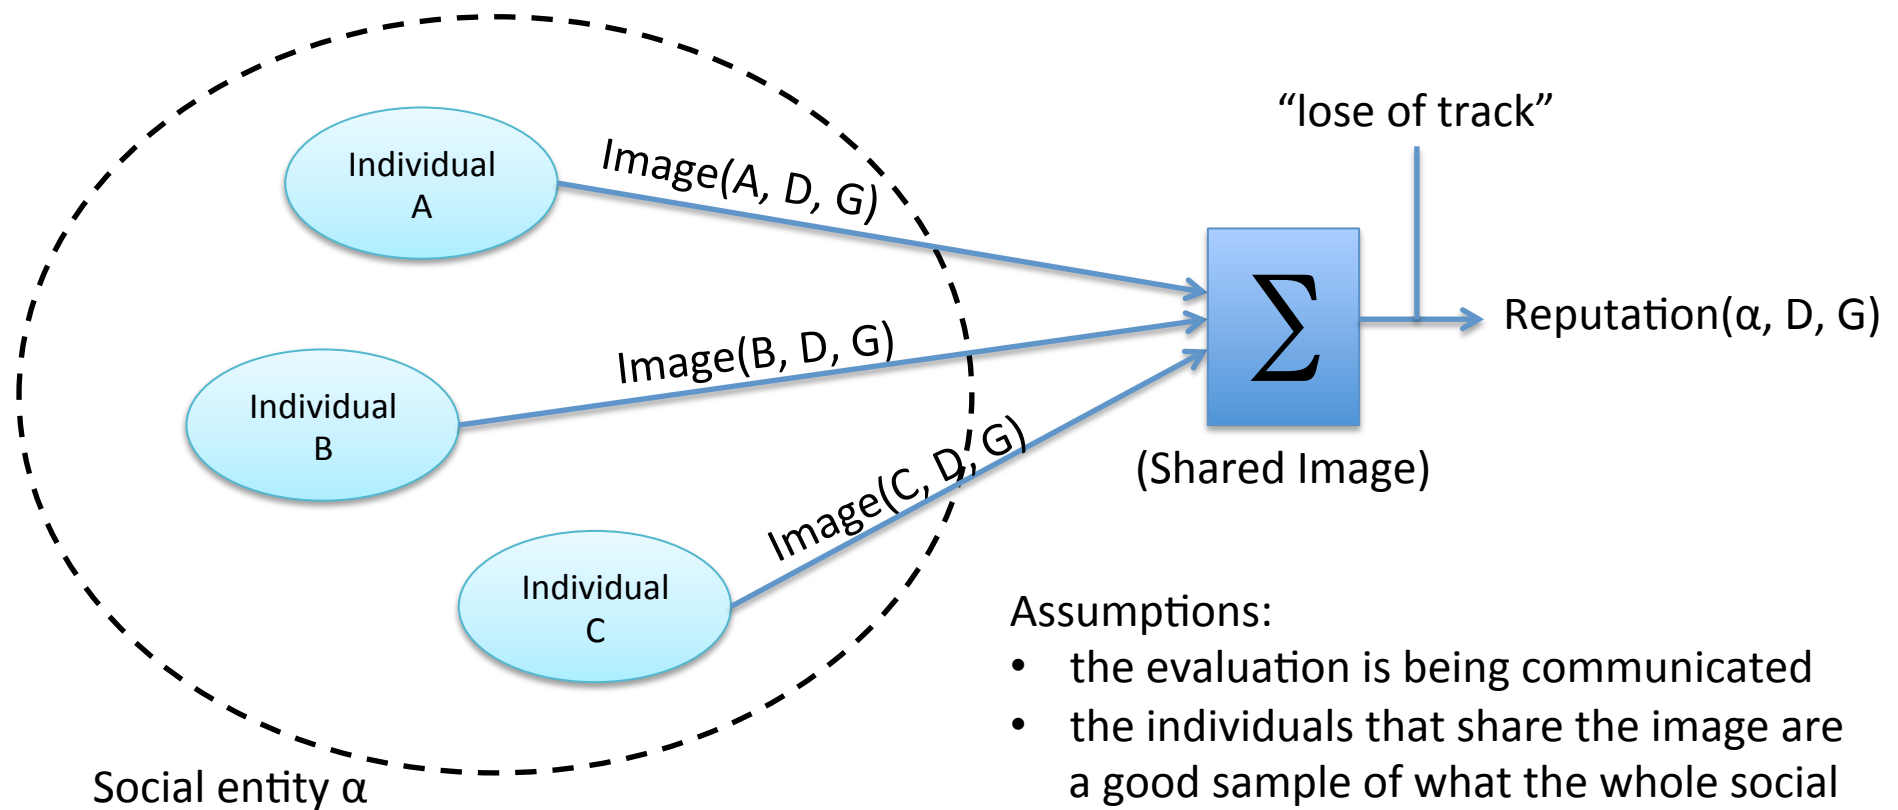 Individual
A
Image(A, D, G)
"lose of track"
Individual
B
Image(B, D, G)
∑
Reputation(α, D, G)
(Shared Image)
Individual
C
Image(C, D, G)
Social entity α
Assumptions:
• the evaluation is being communicated
• the individuals that share the image are
a good sample of what the whole social